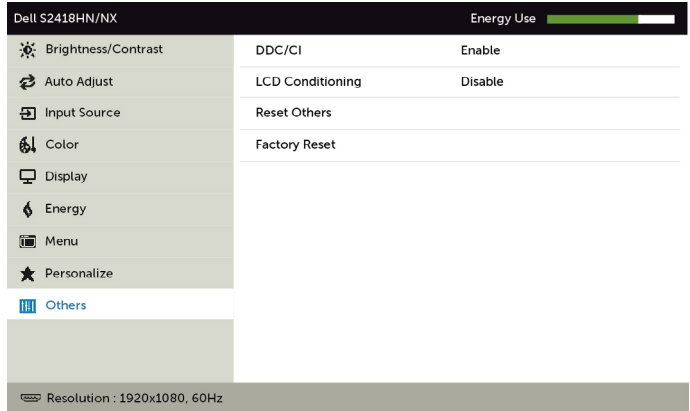 Dell S2418HN/NX Energy Use
Brightness/Contrast
Auto Adjust
Input Source
Color
Display
Energy
Menu
Personalize
Others
DDC/CI Enable
LCD Conditioning Disable
Reset Others
Factory Reset
Resolution : 1920x1080, 60Hz